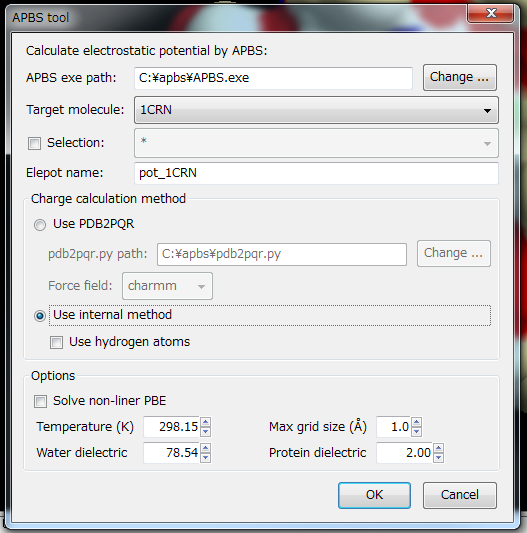 APBS tool
Calculate electrostatic potential by APBS:
APBS exe path: C:¥apbs¥APBS.exe Change ...
Target molecule: 1CRN
Selection: *
Elepot name: pot_1CRN
Charge calculation method
Use PDB2PQR
pdb2pqr.py path: C:¥apbs¥pdb2pqr.py Change ...
Force field: charmm
Use internal method
Use hydrogen atoms
Options
Solve non-liner PBE
Temperature (K) 298.15 Max grid size (Å) 1.0
Water dielectric 78.54 Protein dielectric 2.00
OK Cancel